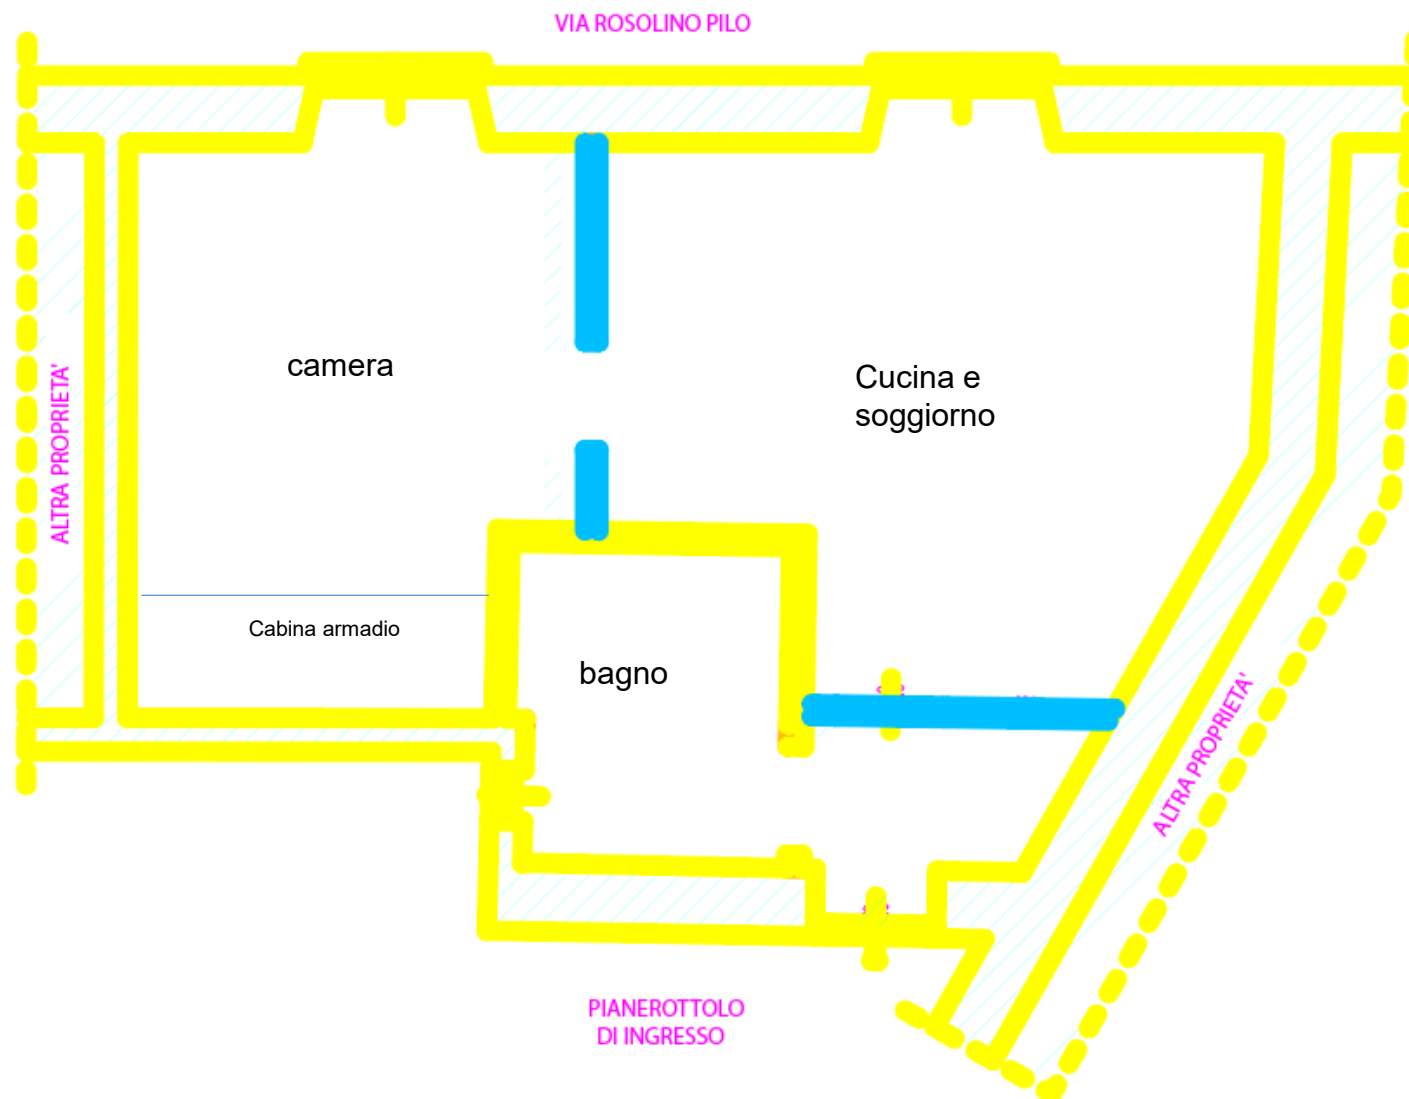 VIA ROSOLINO PILO
camera
Cucina e
soggiorno
ALTRA PROPRIETA'
Cabina armadio
bagno
ALTRA PROPRIETA'
PIANEROTTOLO
DI INGRESSO